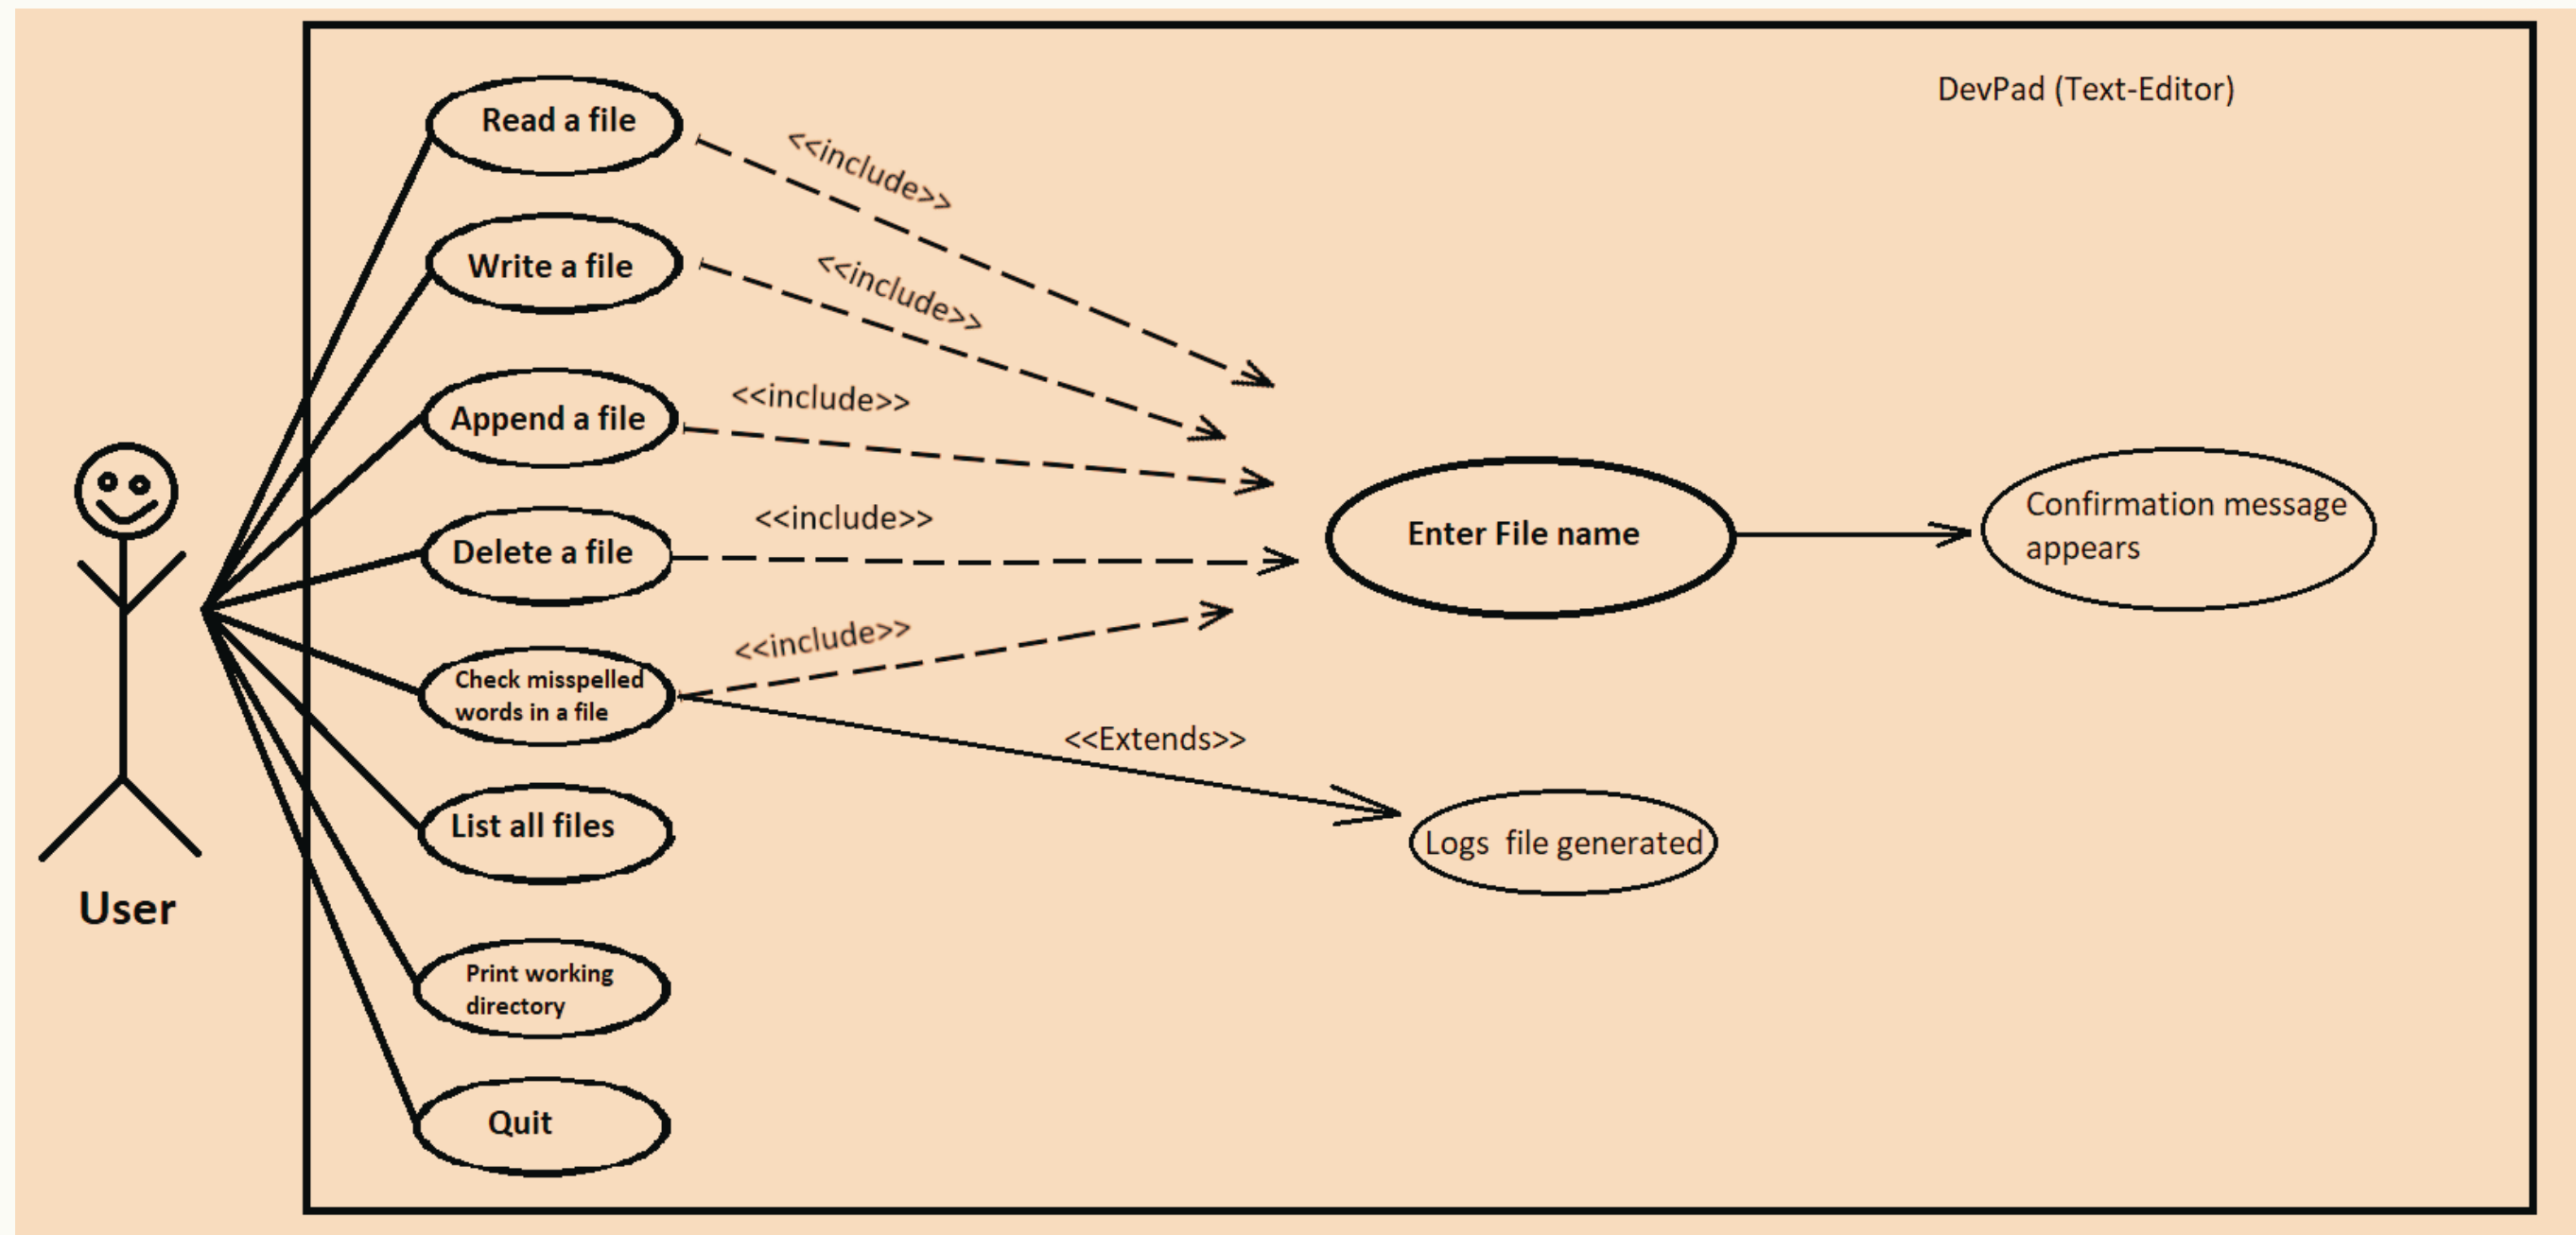 DevPad (Text-Editor)
Read a file
<<include>>
Write a file
<<include>>
Append a file
<<include>>
Delete a file
<<include>>
Enter File name
Confirmation message
appears
Check misspelled
words in a file
<<include>>
<<Extends>>
List all files
Logs  file generated
User
Print working
directory
Quit